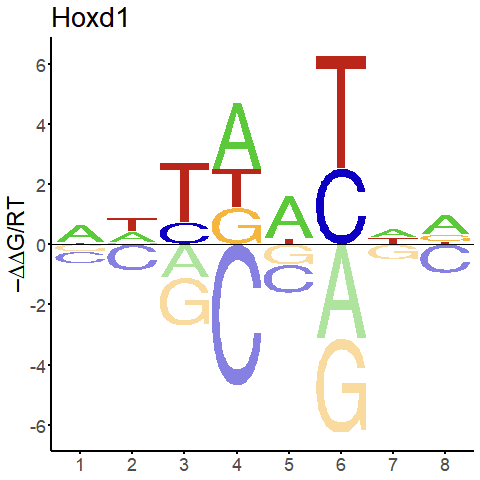 Hoxd1
−ΔΔG/RT
6
4
2
0
-2
-4
-6
A T T A A T A A
G C
T A C T T C T G
C G A G G A G T
C C G C C G C
1 2 3 4 5 6 7 8